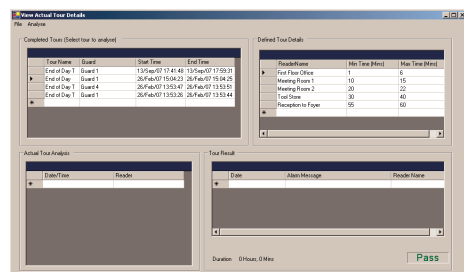 View Actual Tour Details
File Analyse
Completed Tours (Select tour to analyse)
Tour Name Guard Start Time End Time
End of Day T Guard 1 13/Sep/07 17:41:48 13/Sep/07 17:59:31
End of Day Guard 1 26/Feb/07 15:04:23 26/Feb/07 15:04:25
End of Day T Guard 4 26/Feb/07 13:53:47 26/Feb/07 13:53:51
End of Day T Guard 1 26/Feb/07 13:53:26 26/Feb/07 13:53:44
Defined Tour Details
ReaderName Min Time (Mins) Max Time (Mins)
First Floor Office 1 6
Meeting Room 1 10 15
Meeting Room 2 20 22
Tool Store 30 40
Reception to Foyer 55 60
Actual Tour Analysis
Date/Time Reader
Tour Result
Date Alarm Message Reader Name
Duration 0 Hours, 0 Mins
Pass